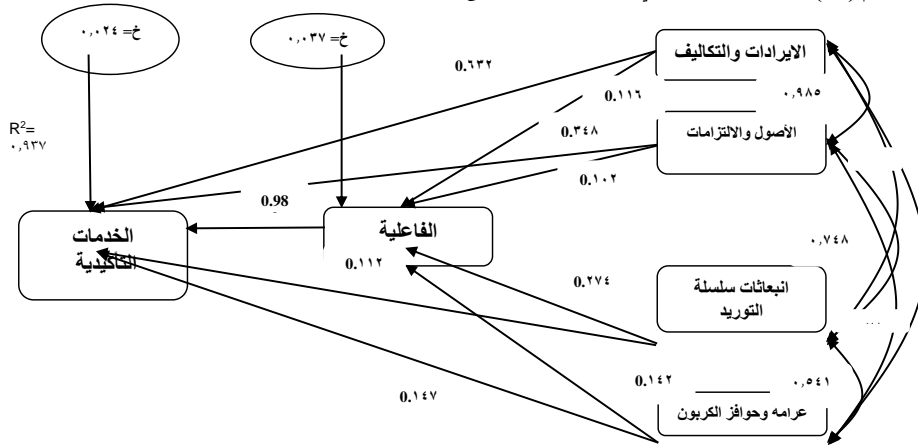 خ= ٠,٠٢٤
خ= ٠,٠٣٧
الايرادات والتكاليف
0.٦٣٢
0.١١٦
٠,٩٨٥
R²=
٠,٩٣٧
0.٣٤٨
الأصول والالتزامات
0.١٠٢
0.98
الخدمات
التأكيدية
الفاعلية
0.١١٢
٠,٧٤٨
0.٢٧٤
انبعاثات سلسلة
التوريد
0.١٤٧
0.١٤٢
٠,٥٤١
غرامه وحوافز الكربون